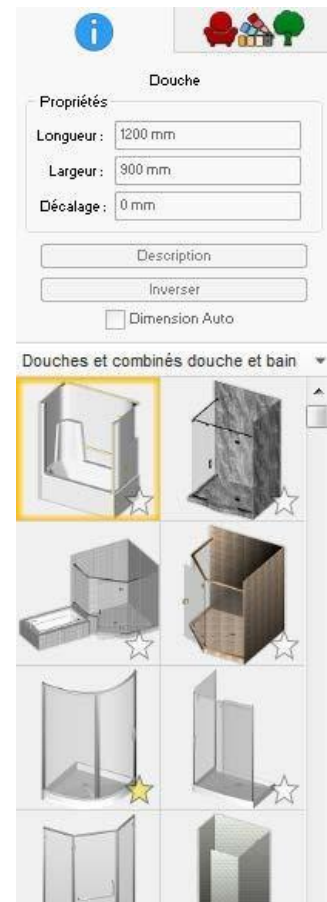 Douche
Propriétés
Longueur : 1200 mm
Largeur : 900 mm
Décalage : 0 mm
Description
Inverser
Dimension Auto
Douches et combinés douche et bain